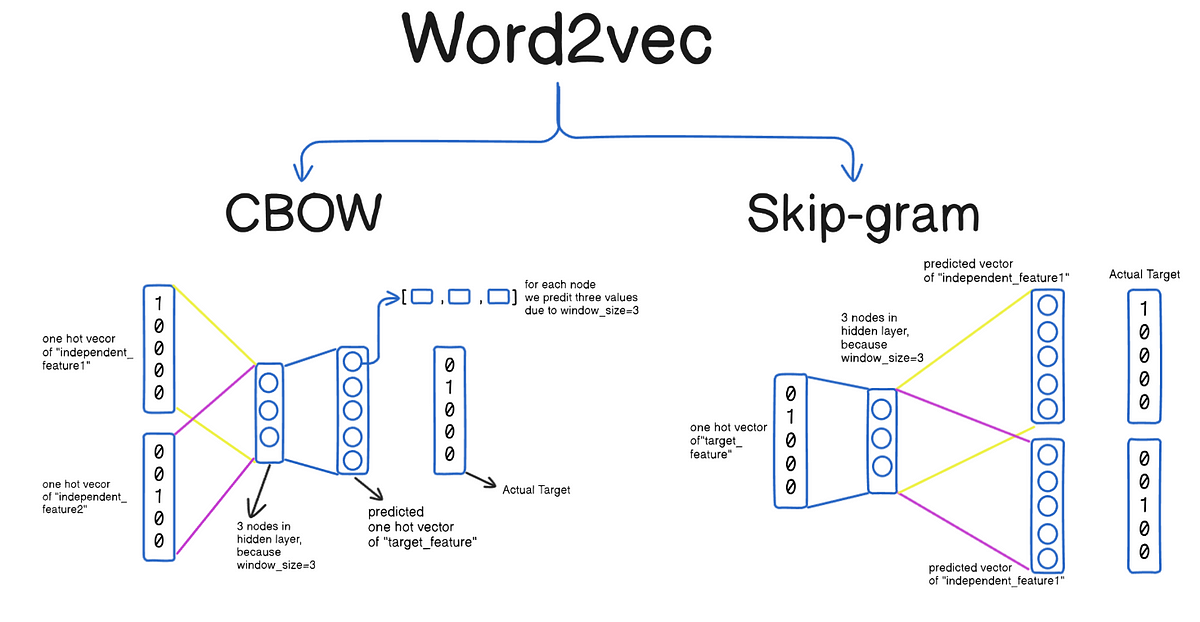 Word2vec
CBOW
one hot vecor
of "independent_
feature1"
1
0
0
0
0
one hot vecor
of "independent_
feature2"
0
0
1
0
0
3 nodes in
hidden layer,
because
window_size=3
[ , , ]
for each node
we predit three values
due to window_size=3
predicted
one hot vector
of "target_feature"
0
1
0
0
0
Actual Target
Skip-gram
one hot vector
of"target_
feature"
0
1
0
0
0
3 nodes in
hidden layer,
because
window_size=3
predicted vector
of "independent_feature1"
Actual Target
1
0
0
0
0
predicted vector
of "independent_feature1"
0
0
1
0
0